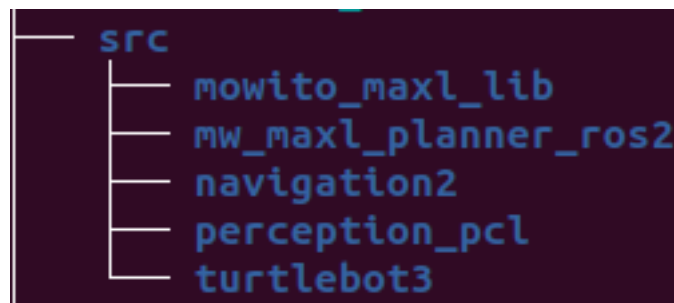 src
mowito_maxl_lib
mw_maxl_planner_ros2
navigation2
perception_pcl
turtlebot3